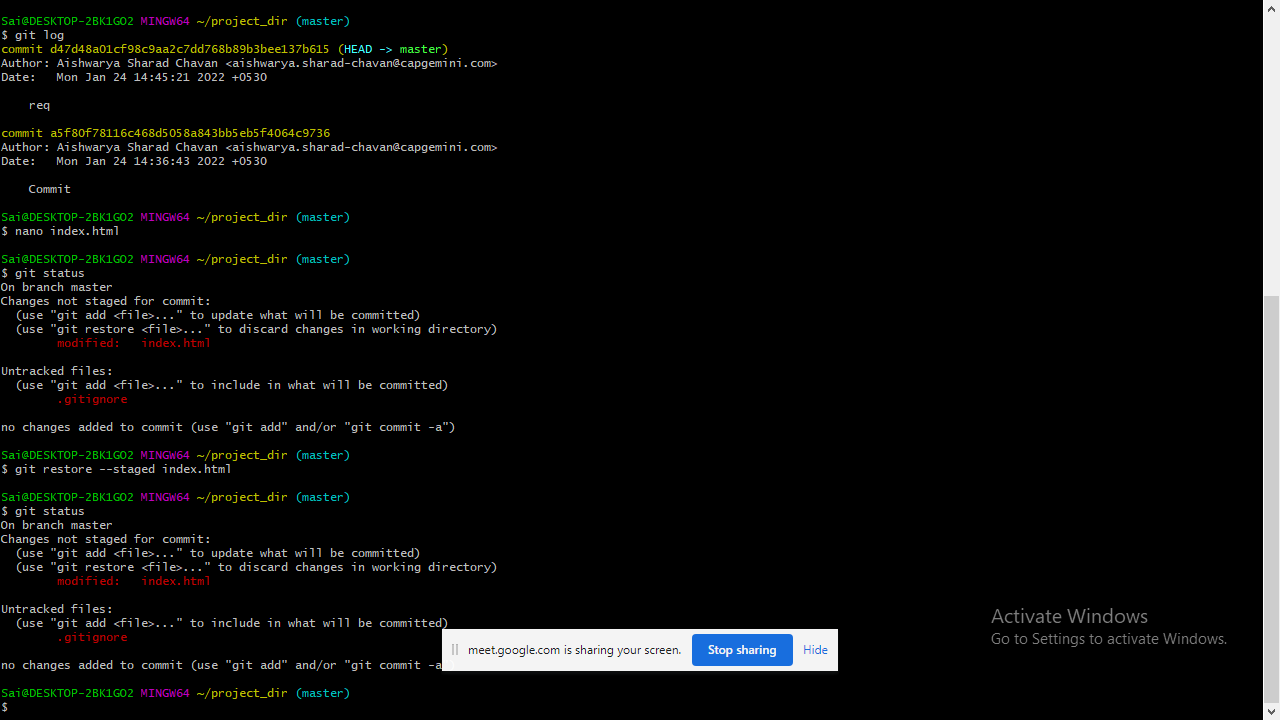 Sai@DESKTOP-2BK1GO2 MINGW64 ~/project_dir (master)
$ git log
commit d47d48a01cf98c9aa2c7dd768b89b3bee137b615 (HEAD -> master)
Author: Aishwarya Sharad Chavan <aishwarya.sharad-chavan@capgemini.com>
Date:   Mon Jan 24 14:45:21 2022 +0530
    req
commit a5f80f78116c468d5058a843bb5eb5f4064c9736
Author: Aishwarya Sharad Chavan <aishwarya.sharad-chavan@capgemini.com>
Date:   Mon Jan 24 14:36:43 2022 +0530
    Commit
Sai@DESKTOP-2BK1GO2 MINGW64 ~/project_dir (master)
$ nano index.html
Sai@DESKTOP-2BK1GO2 MINGW64 ~/project_dir (master)
$ git status
On branch master
Changes not staged for commit:
  (use "git add <file>..." to update what will be committed)
  (use "git restore <file>..." to discard changes in working directory)
        modified:   index.html
Untracked files:
  (use "git add <file>..." to include in what will be committed)
        .gitignore
no changes added to commit (use "git add" and/or "git commit -a")
Sai@DESKTOP-2BK1GO2 MINGW64 ~/project_dir (master)
$ git restore --staged index.html
Sai@DESKTOP-2BK1GO2 MINGW64 ~/project_dir (master)
$ git status
On branch master
Changes not staged for commit:
  (use "git add <file>..." to update what will be committed)
  (use "git restore <file>..." to discard changes in working directory)
        modified:   index.html
Untracked files:
  (use "git add <file>..." to include in what will be committed)
        .gitignore
no changes added to commit (use "git add" and/or "git commit -a
Sai@DESKTOP-2BK1GO2 MINGW64 ~/project_dir (master)
$
meet.google.com is sharing your screen. Stop sharing Hide
Activate Windows
Go to Settings to activate Windows.